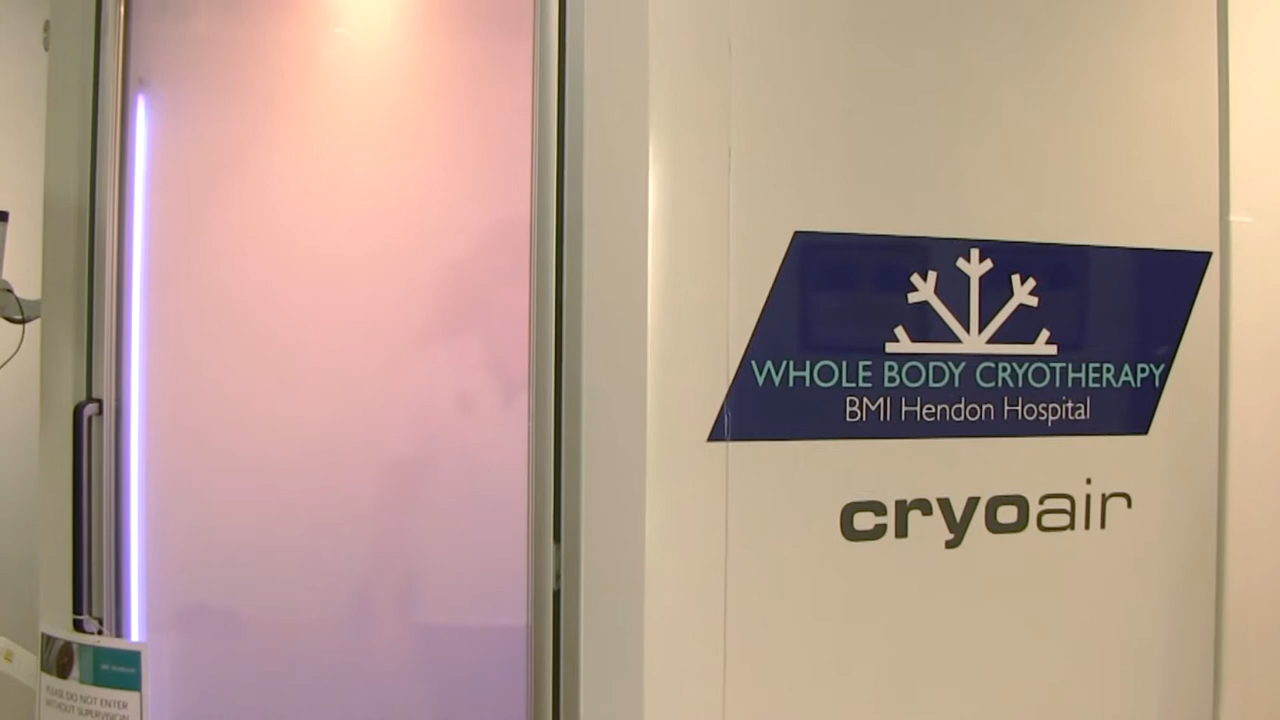 WHOLE BODY CRYOTHERAPY
BMI Hendon Hospital
cryoair
PLEASE DO NOT ENTER
WITHOUT SUPERVISION